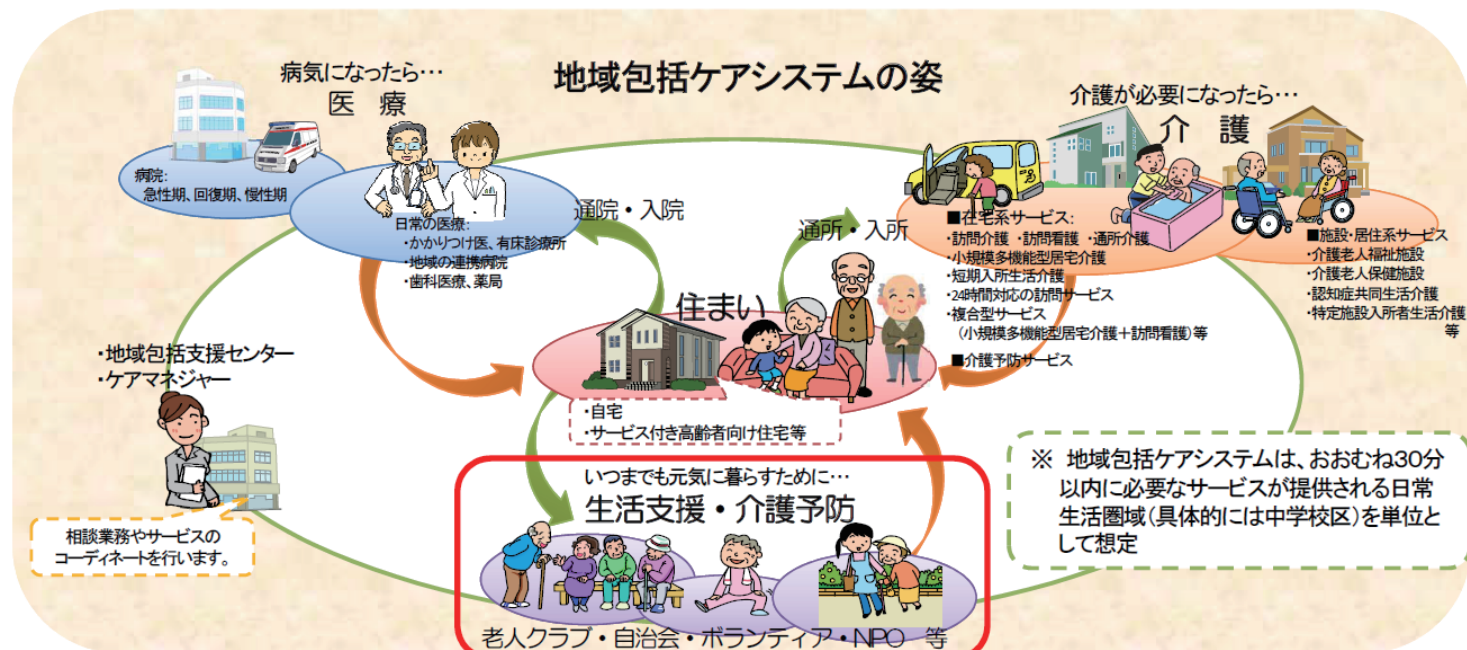 地域包括ケアシステムの姿
病気になったら…
医 療
病院:
急性期、回復期、慢性期
日常の医療:
・かかりつけ医、有床診療所
・地域の連携病院
・歯科医療、薬局
通院・入院
通所・入所
介護が必要になったら…
介 護
■在宅系サービス:
・訪問介護 ・訪問看護 ・通所介護
・小規模多機能型居宅介護
・短期入所生活介護
・24時間対応の訪問サービス
・複合型サービス
(小規模多機能型居宅介護+訪問看護)等
■介護予防サービス
■施設・居住系サービス
・介護老人福祉施設
・介護老人保健施設
・認知症共同生活介護
・特定施設入所者生活介護
等
住まい
・自宅
・サービス付き高齢者向け住宅等
・地域包括支援センター
・ケアマネジャー
相談業務やサービスの
コーディネートを行います。
いつまでも元気に暮らすために…
生活支援・介護予防
老人クラブ・自治会・ボランティア・NPO 等
※ 地域包括ケアシステムは、おおむね30分
以内に必要なサービスが提供される日常
生活圏域(具体的には中学校区)を単位と
して想定